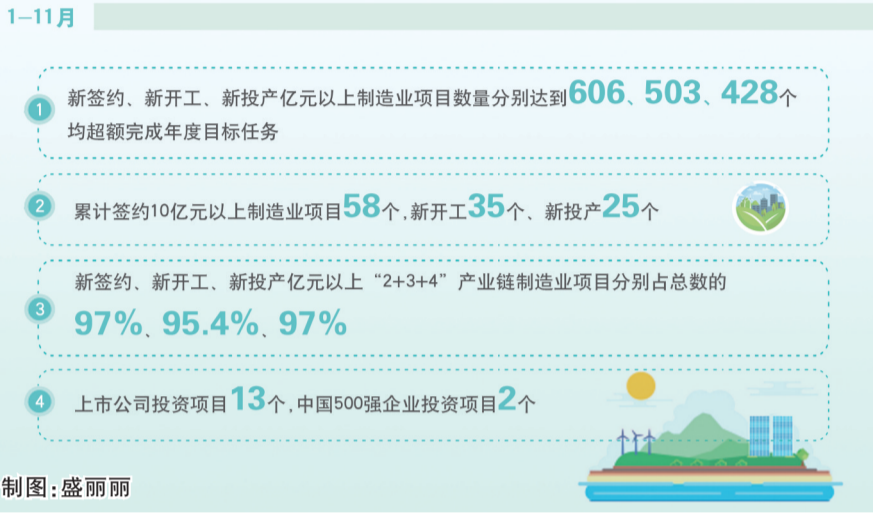 1—11月
1
新签约、新开工、新投产亿元以上制造业项目数量分别达到606、503、428个
均超额完成年度目标任务
2
累计签约10亿元以上制造业项目58个,新开工35个、新投产25个
3
新签约、新开工、新投产亿元以上“2+3+4”产业链制造业项目分别占总数的
97%、95.4%、97%
4
上市公司投资项目13个,中国500强企业投资项目2个
制图:盛丽丽